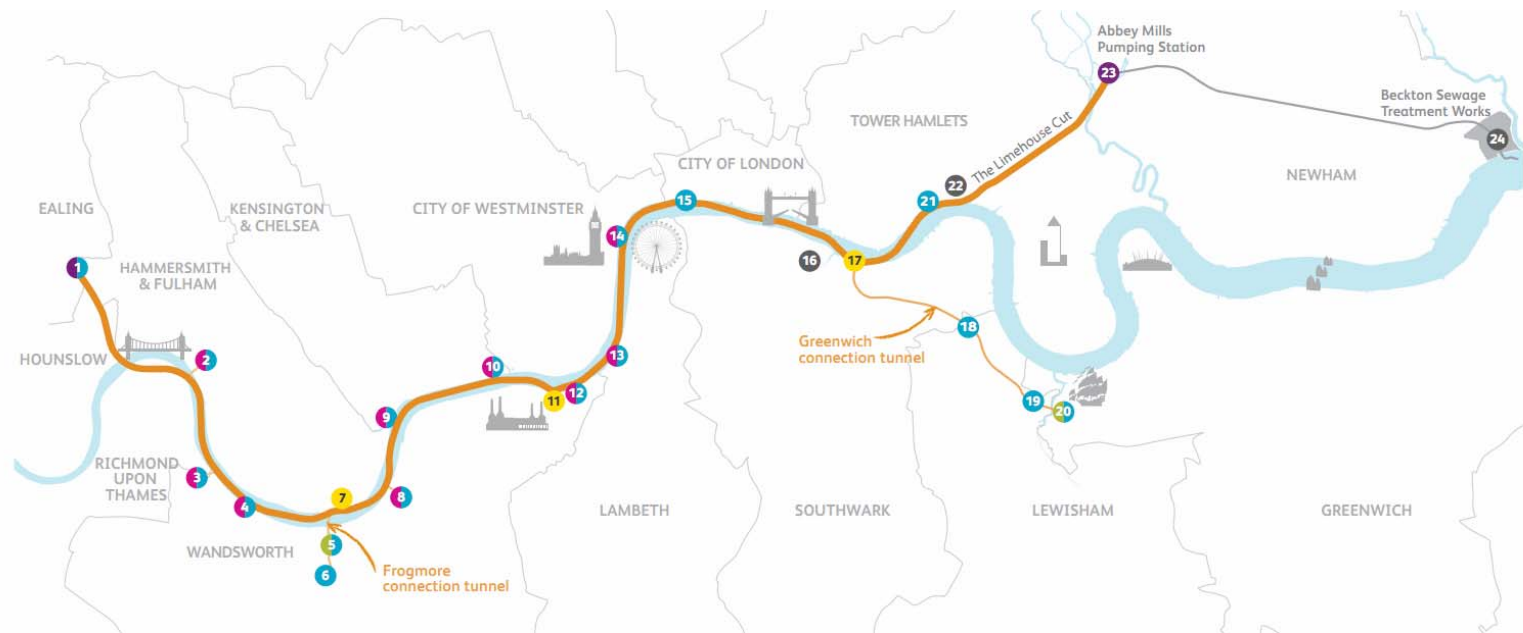 Abbey Mills
Pumping Station
23
Beckton Sewage
Treatment Works
24
TOWER HAMLETS
The Limehouse Cut
CITY OF LONDON
NEWHAM
22
21
15
EALING
KENSINGTON
& CHELSEA
CITY OF WESTMINSTER
14
16
17
1
HAMMERSMITH
& FULHAM
18
Greenwich
connection tunnel
HOUNSLOW
2
10
13
12
11
19
20
9
RICHMOND
UPON
THAMES
3
4
7
8
LAMBETH
SOUTHWARK
LEWISHAM
GREENWICH
WANDSWORTH
5
6
Frogmore
connection tunnel